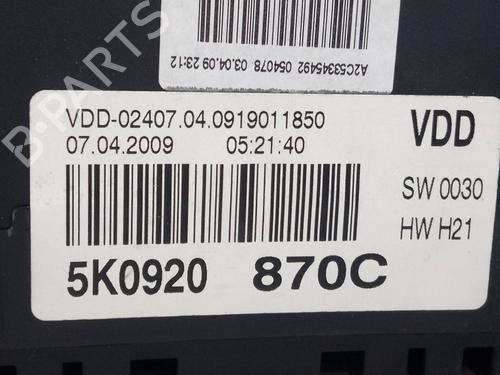 B-PARTS
A2C53345492 054078 03.04.09 23:12
VDD-02407.04.0919011850
07.04.2009 05:21:40
VDD
SW 0030
HW H21
5K0920 870C